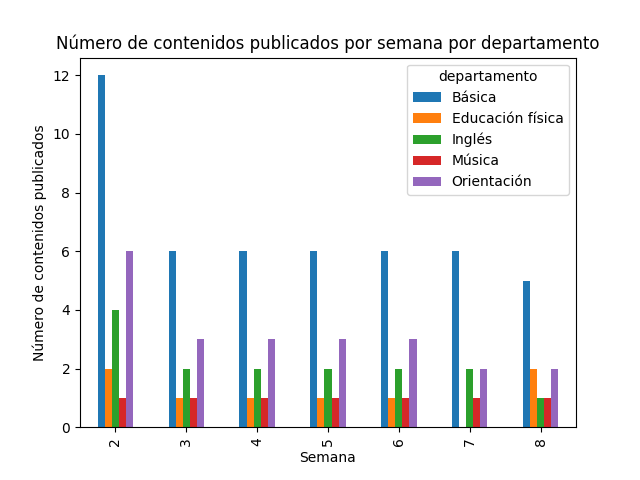 Número de contenidos publicados por semana por departamento
12
10
8
6
4
2
0
Número de contenidos publicados
departamento
Básica
Educación física
Inglés
Música
Orientación
2
3
4
5
6
7
8
Semana